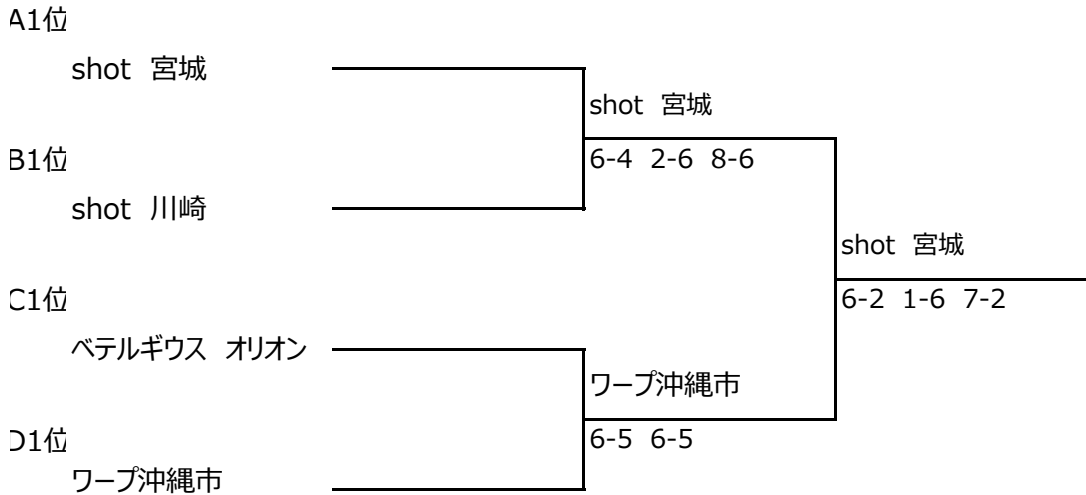 A1位
shot 宮城
shot 宮城
B1位
6-4 2-6 8-6
shot 川崎
shot 宮城
C1位
6-2 1-6 7-2
ベテルギウス オリオン
ワープ沖縄市
D1位
6-5 6-5
ワープ沖縄市